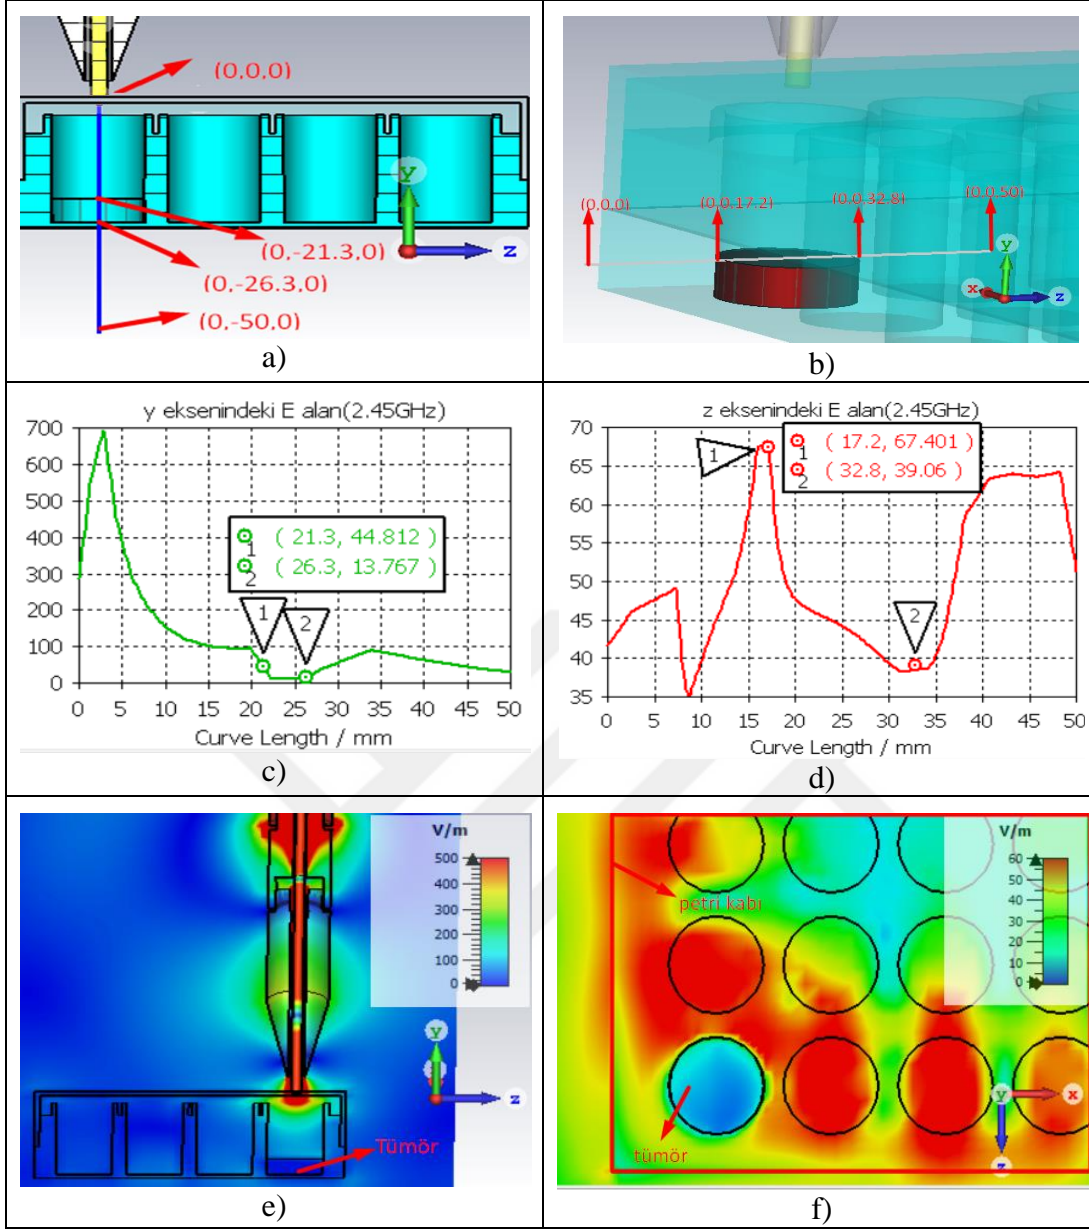 (0,0,0)
y
z
(0,-21.3,0)
(0,-26.3,0)
(0,-50,0)
a)
(0,0,0)
(0,0,17.2)
(0,0,32.8)
(0,0,50)
y
x
z
b)
y eksenindeki E alan(2.45GHz)
700
600
500
400
300
200
100
0
1 ( 21.3, 44.812 )
2 ( 26.3, 13.767 )
1
2
0 5 10 15 20 25 30 35 40 45 50
Curve Length / mm
c)
z eksenindeki E alan(2.45GHz)
70
65
60
55
50
45
40
35
1
1 ( 17.2, 67.401 )
2 ( 32.8, 39.06 )
2
0 5 10 15 20 25 30 35 40 45 50
Curve Length / mm
d)
V/m
500
400
300
200
100
0
y
z
Tümör
e)
V/m
60
50
40
30
20
10
0
petri kabı
tümör
y
x
z
f)